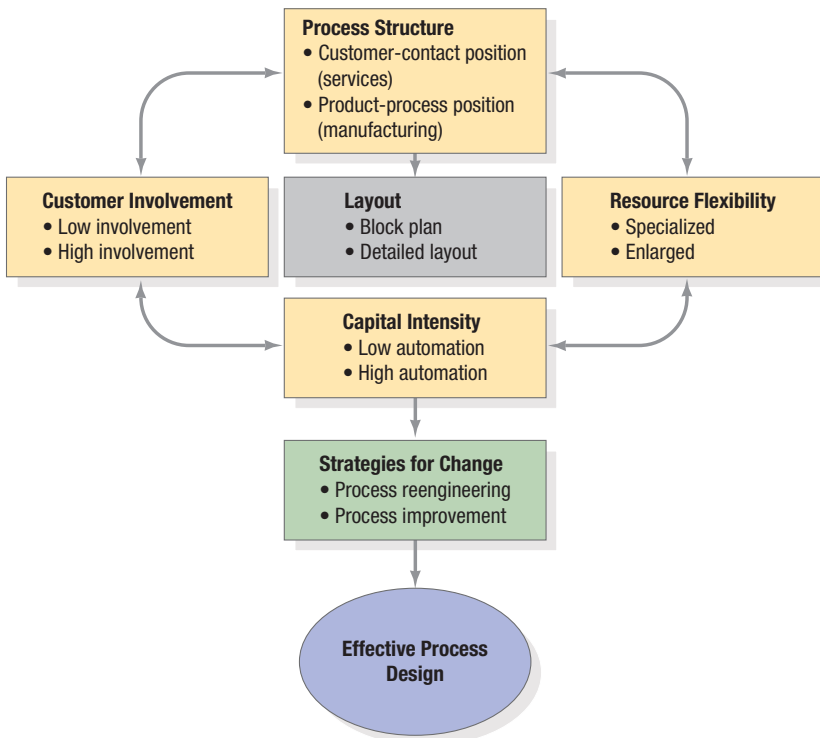 Process Structure
• Customer-contact position
(services)
• Product-process position
(manufacturing)
Customer Involvement
• Low involvement
• High involvement
Layout
• Block plan
• Detailed layout
Resource Flexibility
• Specialized
• Enlarged
Capital Intensity
• Low automation
• High automation
Strategies for Change
• Process reengineering
• Process improvement
Effective Process
Design